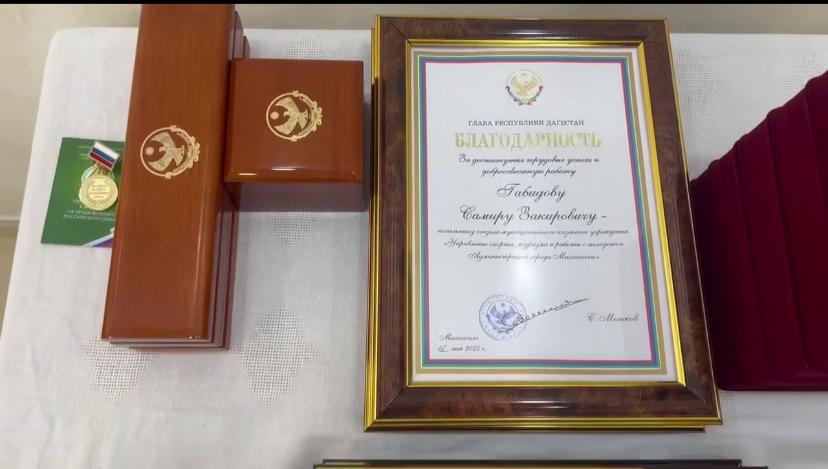 ГЛАВА РЕСПУБЛИКИ ДАГЕСТАН
БЛАГОДАРНОСТЬ
За достигнутые трудовые успехи и
добросовестную работу
Габидову
Самиру Закировичу –
начальнику отдела муниципального казенного учреждения
«Управление спорта, туризма и работы с молодежью
Администрации города Махачкалы»
С. Меликов
Махачкала
мая 2025 г.